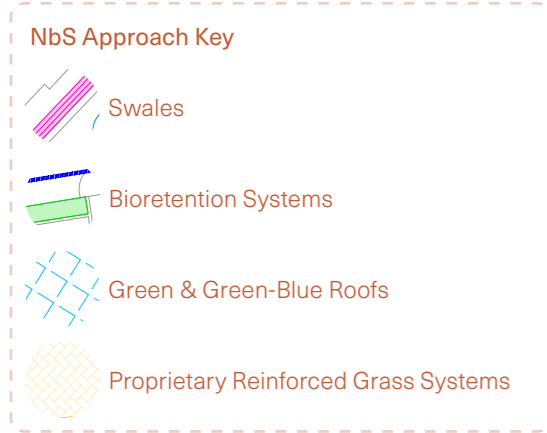 NbS Approach Key
Swales
Bioretention Systems
Green & Green-Blue Roofs
Proprietary Reinforced Grass Systems